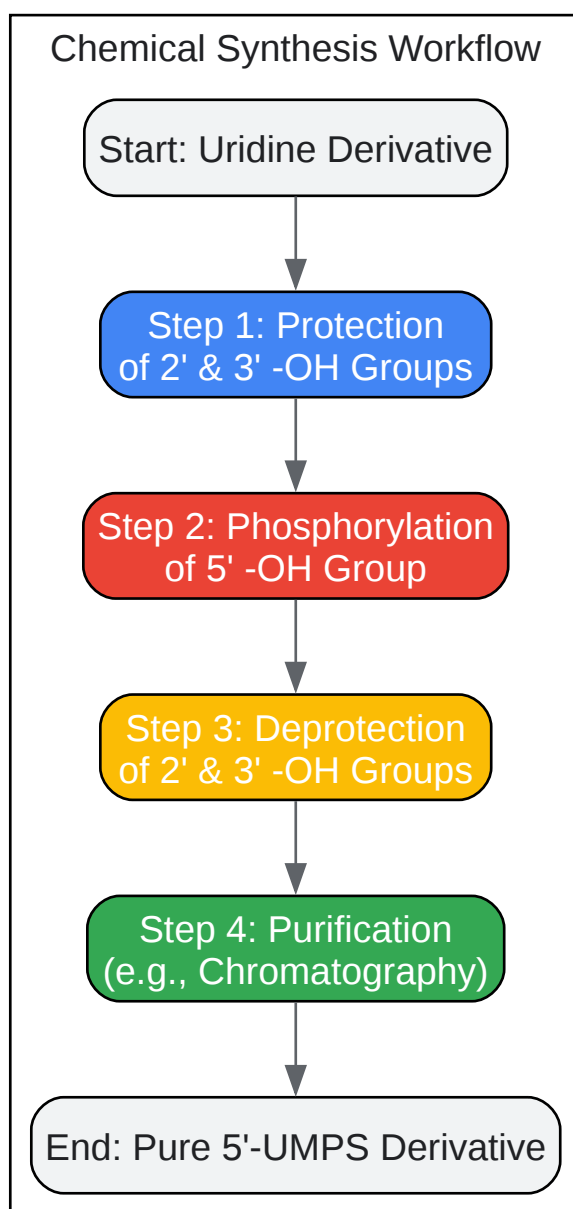 Chemical Synthesis Workflow
Start: Uridine Derivative
Step 1: Protection
of 2' & 3' -OH Groups
Step 2: Phosphorylation
of 5' -OH Group
Step 3: Deprotection
of 2' & 3' -OH Groups
Step 4: Purification
(e.g., Chromatography)
End: Pure 5'-UMPS Derivative